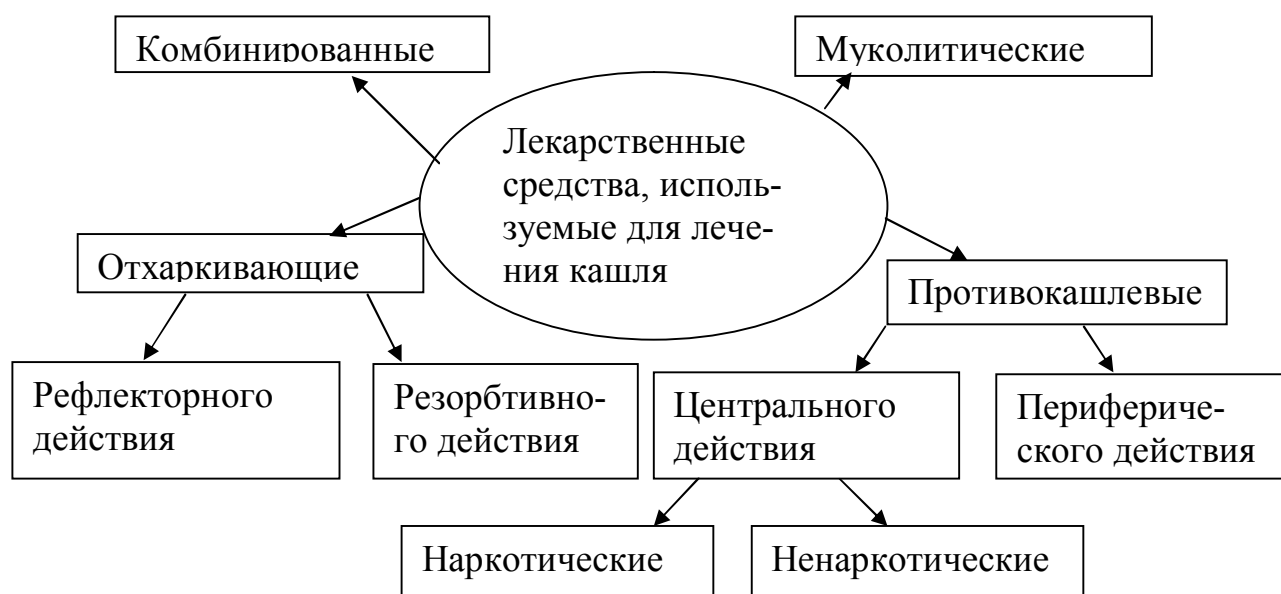 Комбинированные
Муколитические
Лекарственные
средства, исполь-
зуемые для лече-
ния кашля
Отхаркивающие
Противокашлевые
Рефлекторного
действия
Резорбтивно-
го действия
Центрального
действия
Перифериче-
ского действия
Наркотические
Ненаркотические